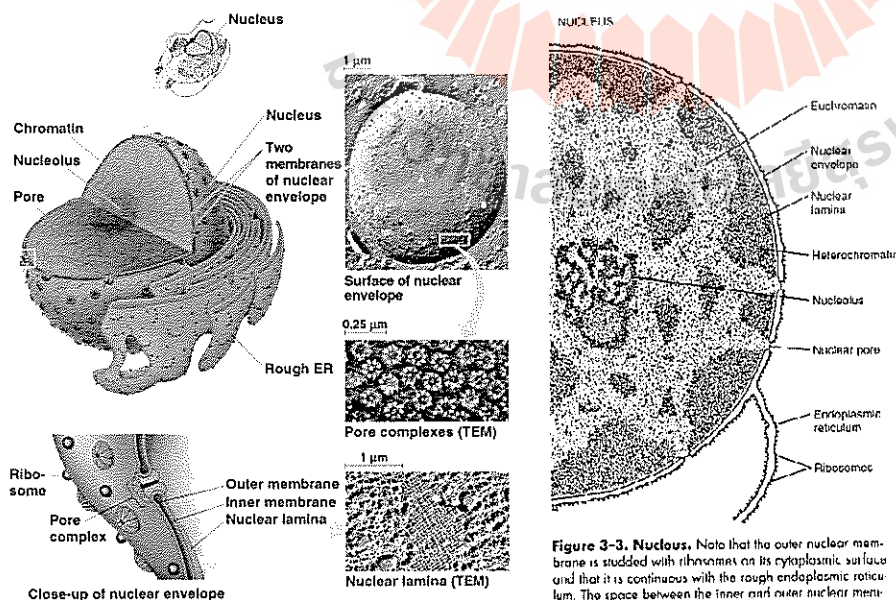 Nucleus
Chromatin
Nucleolus
Pore
Nucleus
Two
membranes
of nuclear
envelope
Rough ER
Ribo-
some
Pore
complex
Outer membrane
Inner membrane
Nuclear lamina
Close-up of nuclear envelope
1 µm
Surface of nuclear
envelope
0.25 µm
Pore complexes (TEM)
1 µm
Nuclear lamina (TEM)
NUCLEUS
Euchromatin
Nuclear
envelope
Nuclear
lamina
Heterochromatin
Nucleolus
Nuclear pore
Endoplasmic
reticulum
Ribosomes
Figure 3–3. Nucleus. Note that the outer nuclear mem-
brane is studded with ribosomes on its cytoplasmic surface
and that it is continuous with the rough endoplasmic reticu-
lum. The space between the inner and outer nuclear mem-